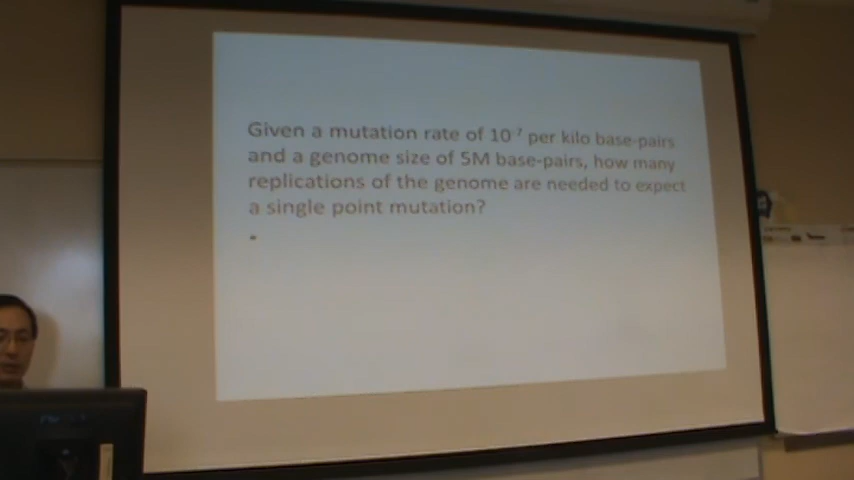 Given a mutation rate of 10⁻⁷ per kilo base-pairs
and a genome size of 5M base-pairs, how many
replications of the genome are needed to expect
a single point mutation?